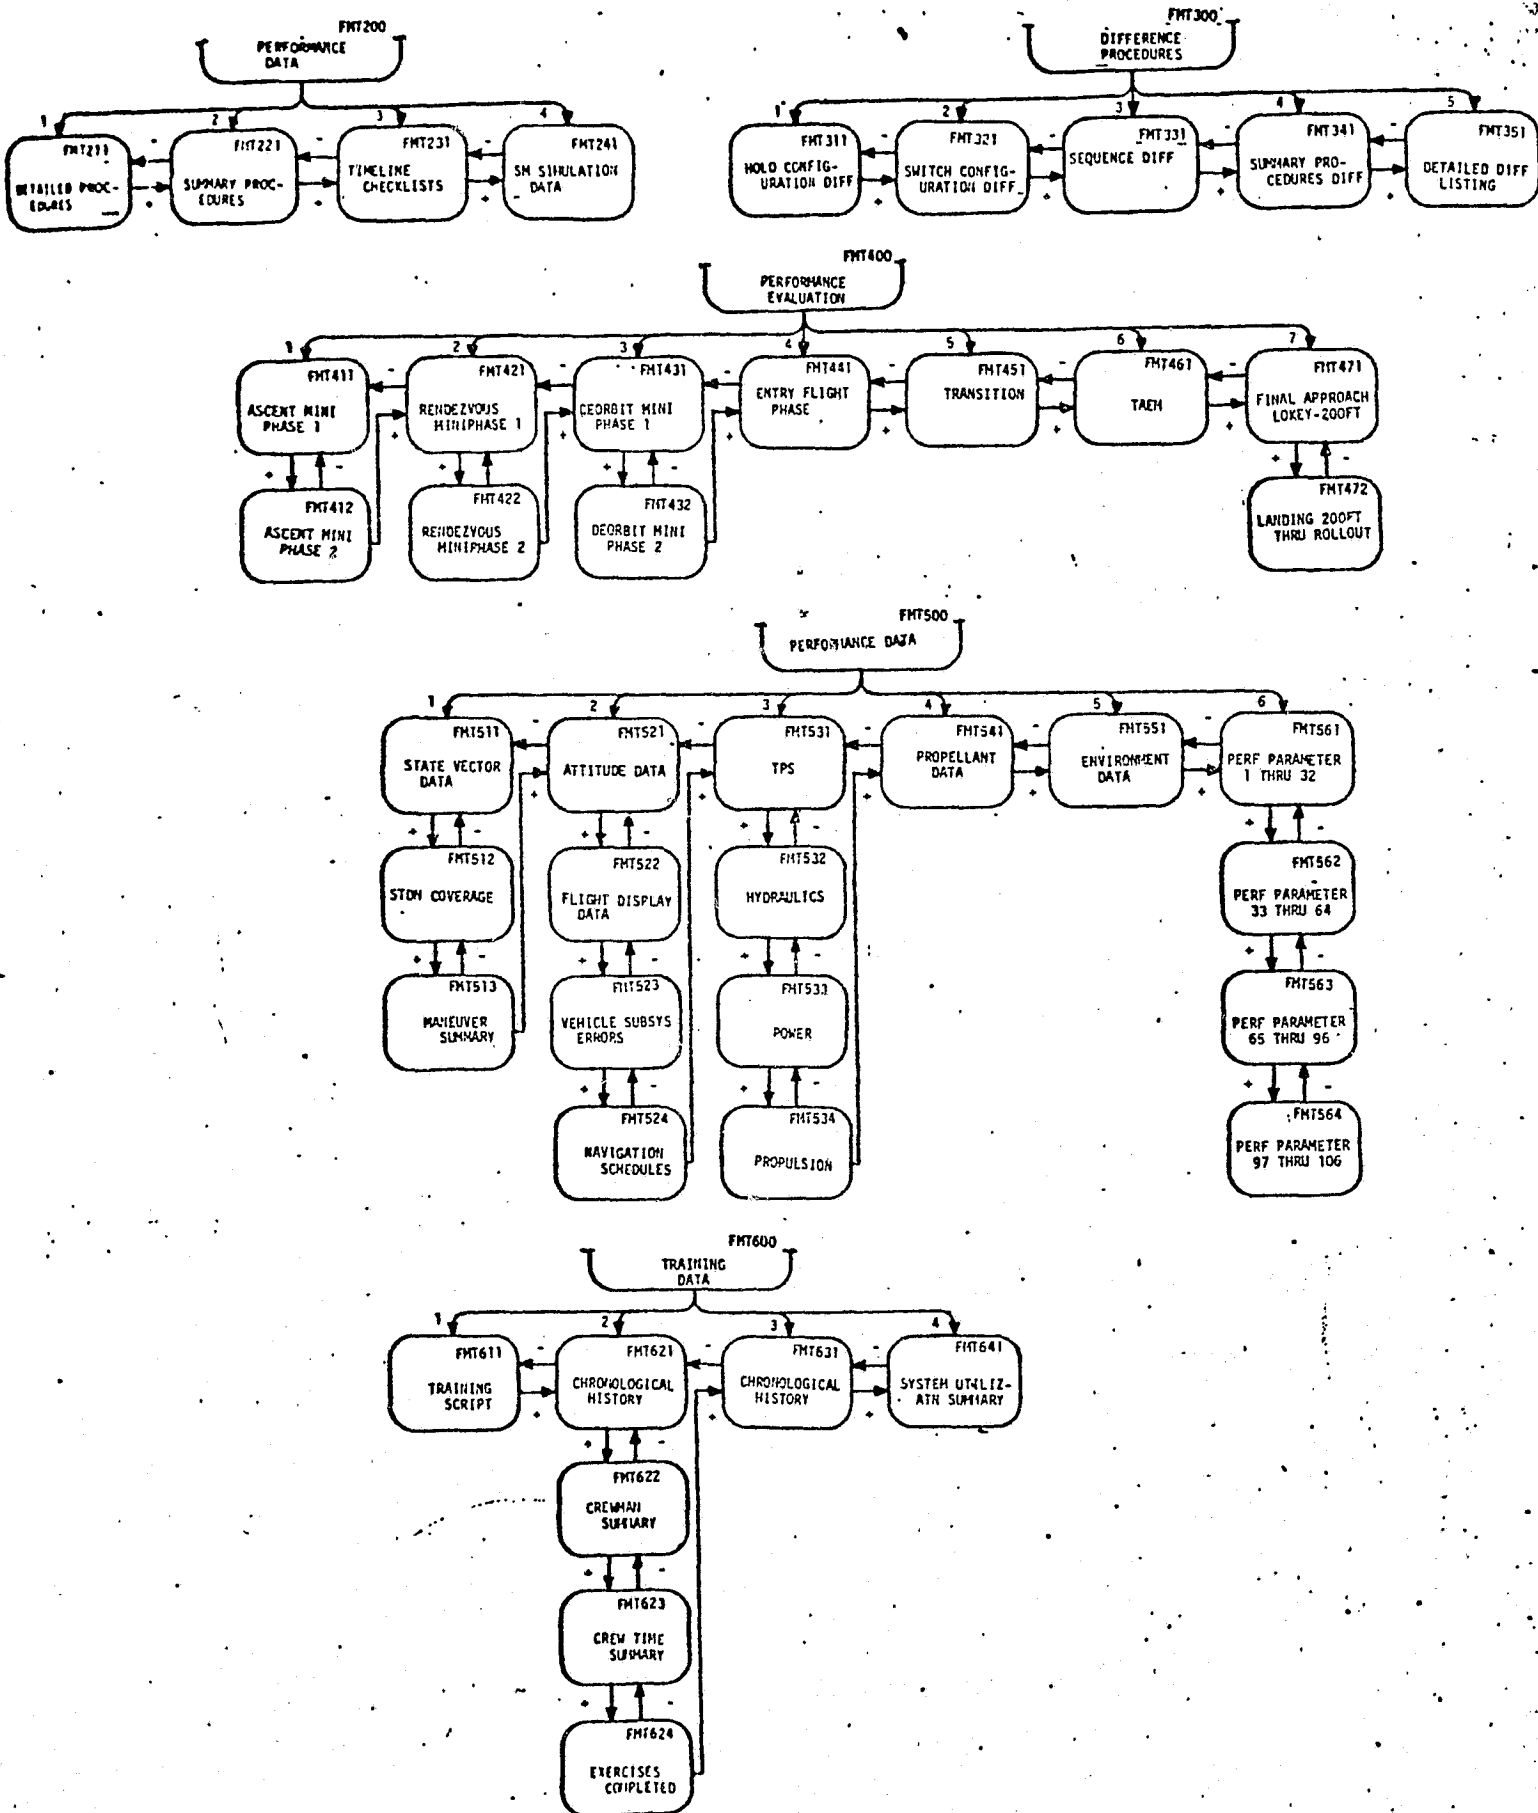 FMT200
PERFORMANCE
DATA
1
2
3
4
FMT211
DETAILED PROC-
EDURES
FMT221
SUMMARY PROC-
EDURES
FMT231
TIMELINE
CHECKLISTS
FMT241
SM SIMULATION
DATA
- - -
+ + +
FMT300
DIFFERENCE
PROCEDURES
1
2
3
4
5
FMT311
HOLD CONFIG-
URATION DIFF
FMT321
SWITCH CONFIG-
URATION DIFF
FMT331
SEQUENCE DIFF
FMT341
SUMMARY PRO-
CEDURES DIFF
FMT351
DETAILED DIFF
LISTING
- - - -
+ + + +
FMT400
PERFORMANCE
EVALUATION
1
2
3
4
5
6
7
FMT411
ASCENT MINI
PHASE 1
FMT421
RENDEZVOUS
MINIPHASE 1
FMT431
DEORBIT MINI
PHASE 1
FMT441
ENTRY FLIGHT
PHASE
FMT451
TRANSITION
FMT461
TAEM
FMT471
FINAL APPROACH
LOKEY-200FT
- - - - - -
+ + + + + +
+ - + - + - + -
FMT412
ASCENT MINI
PHASE 2
FMT422
RENDEZVOUS
MINIPHASE 2
FMT432
DEORBIT MINI
PHASE 2
FMT472
LANDING 200FT
THRU ROLLOUT
FMT500
PERFORMANCE DATA
1
2
3
4
5
6
FMT511
STATE VECTOR
DATA
FMT521
ATTITUDE DATA
FMT531
TPS
FMT541
PROPELLANT
DATA
FMT551
ENVIRONMENT
DATA
FMT561
PERF PARAMETER
1 THRU 32
- - - - -
+ + + + +
+ - + - + - + -
FMT512
STDN COVERAGE
FMT522
FLIGHT DISPLAY
DATA
FMT532
HYDRAULICS
FMT562
PERF PARAMETER
33 THRU 64
+ - + - + - + -
FMT513
MANEUVER
SUMMARY
FMT523
VEHICLE SUBSYS
ERRORS
FMT533
POWER
FMT563
PERF PARAMETER
65 THRU 96
+ - + - + -
FMT524
NAVIGATION
SCHEDULES
FMT534
PROPULSION
FMT564
PERF PARAMETER
97 THRU 106
FMT600
TRAINING
DATA
1
2
3
4
FMT611
TRAINING
SCRIPT
FMT621
CHRONOLOGICAL
HISTORY
FMT631
CHRONOLOGICAL
HISTORY
FMT641
SYSTEM UTILIZ-
ATN SUMMARY
- - -
+ + +
+ -
FMT622
CREWMAN
SUMMARY
+ -
FMT623
CREW TIME
SUMMARY
+ -
FMT624
EXERCISES
COMPLETED